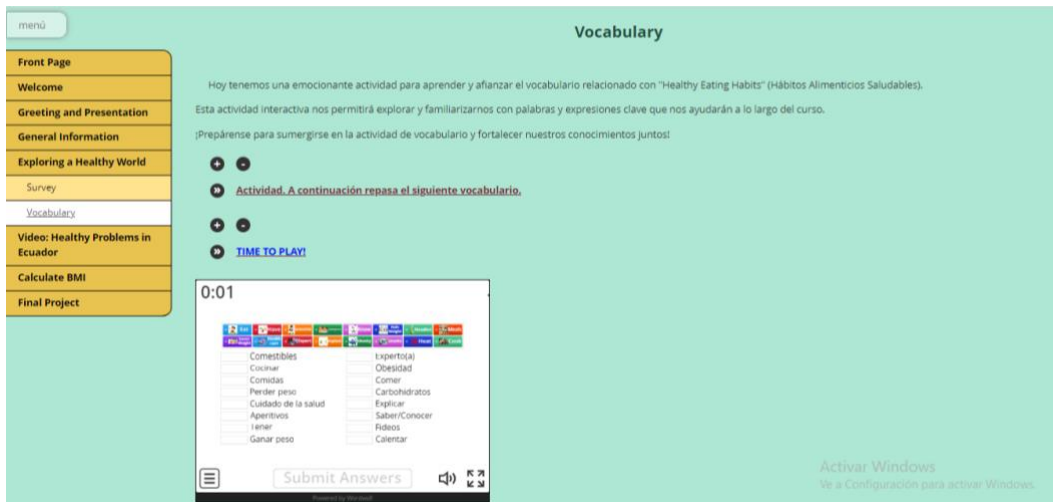 menú
Vocabulary
Front Page
Welcome
Greeting and Presentation
General Information
Exploring a Healthy World
Survey
Vocabulary
Video: Healthy Problems in
Ecuador
Calculate BMI
Final Project
Hoy tenemos una emocionante actividad para aprender y afianzar el vocabulario relacionado con "Healthy Eating Habits" (Hábitos Alimenticios Saludables).
Esta actividad interactiva nos permitirá explorar y familiarizarnos con palabras y expresiones clave que nos ayudarán a lo largo del curso.
¡Prepárense para sumergirse en la actividad de vocabulario y fortalecer nuestros conocimientos juntos!
Actividad. A continuación repasa el siguiente vocabulario.
TIME TO PLAY!
0:01
Comestibles
Cocinar
Comidas
Perder peso
Cuidado de la salud
Aperitivos
Tener
Ganar peso
Experto(a)
Obesidad
Comer
Carbohidratos
Explicar
Saber/Conocer
Fideos
Calentar
Submit Answers
Powered by Wordwall
Activar Windows
Ve a Configuración para activar Windows.